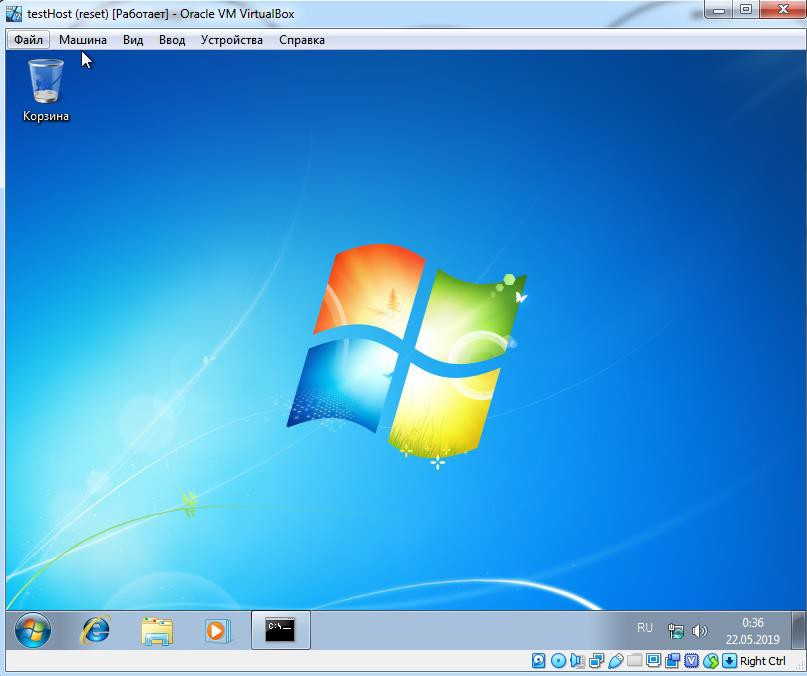 testHost (reset) [Работает] - Oracle VM VirtualBox
Файл Машина Вид Ввод Устройства Справка
Корзина
C:\_
RU
0:36
22.05.2019
Right Ctrl